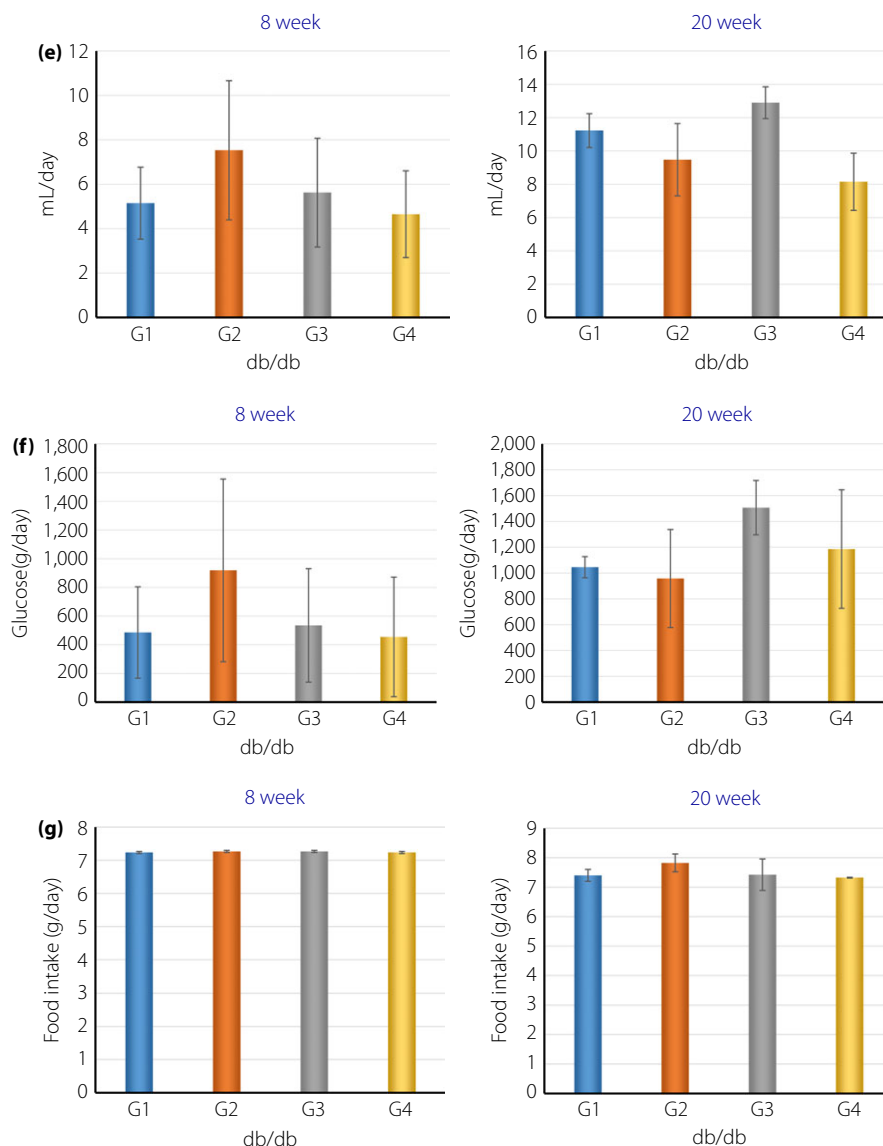 (e)
8 week
mL/day
12
10
8
6
4
2
0
G1 G2 G3 G4
db/db
20 week
mL/day
16
14
12
10
8
6
4
2
0
G1 G2 G3 G4
db/db
(f)
8 week
Glucose(g/day)
1,800
1,600
1,400
1,200
1,000
800
600
400
200
0
G1 G2 G3 G4
db/db
20 week
Glucose(g/day)
2,000
1,800
1,600
1,400
1,200
1,000
800
600
400
200
0
G1 G2 G3 G4
db/db
(g)
8 week
Food intake (g/day)
8
7
6
5
4
3
2
1
0
G1 G2 G3 G4
db/db
20 week
Food intake (g/day)
9
8
7
6
5
4
3
2
1
0
G1 G2 G3 G4
db/db